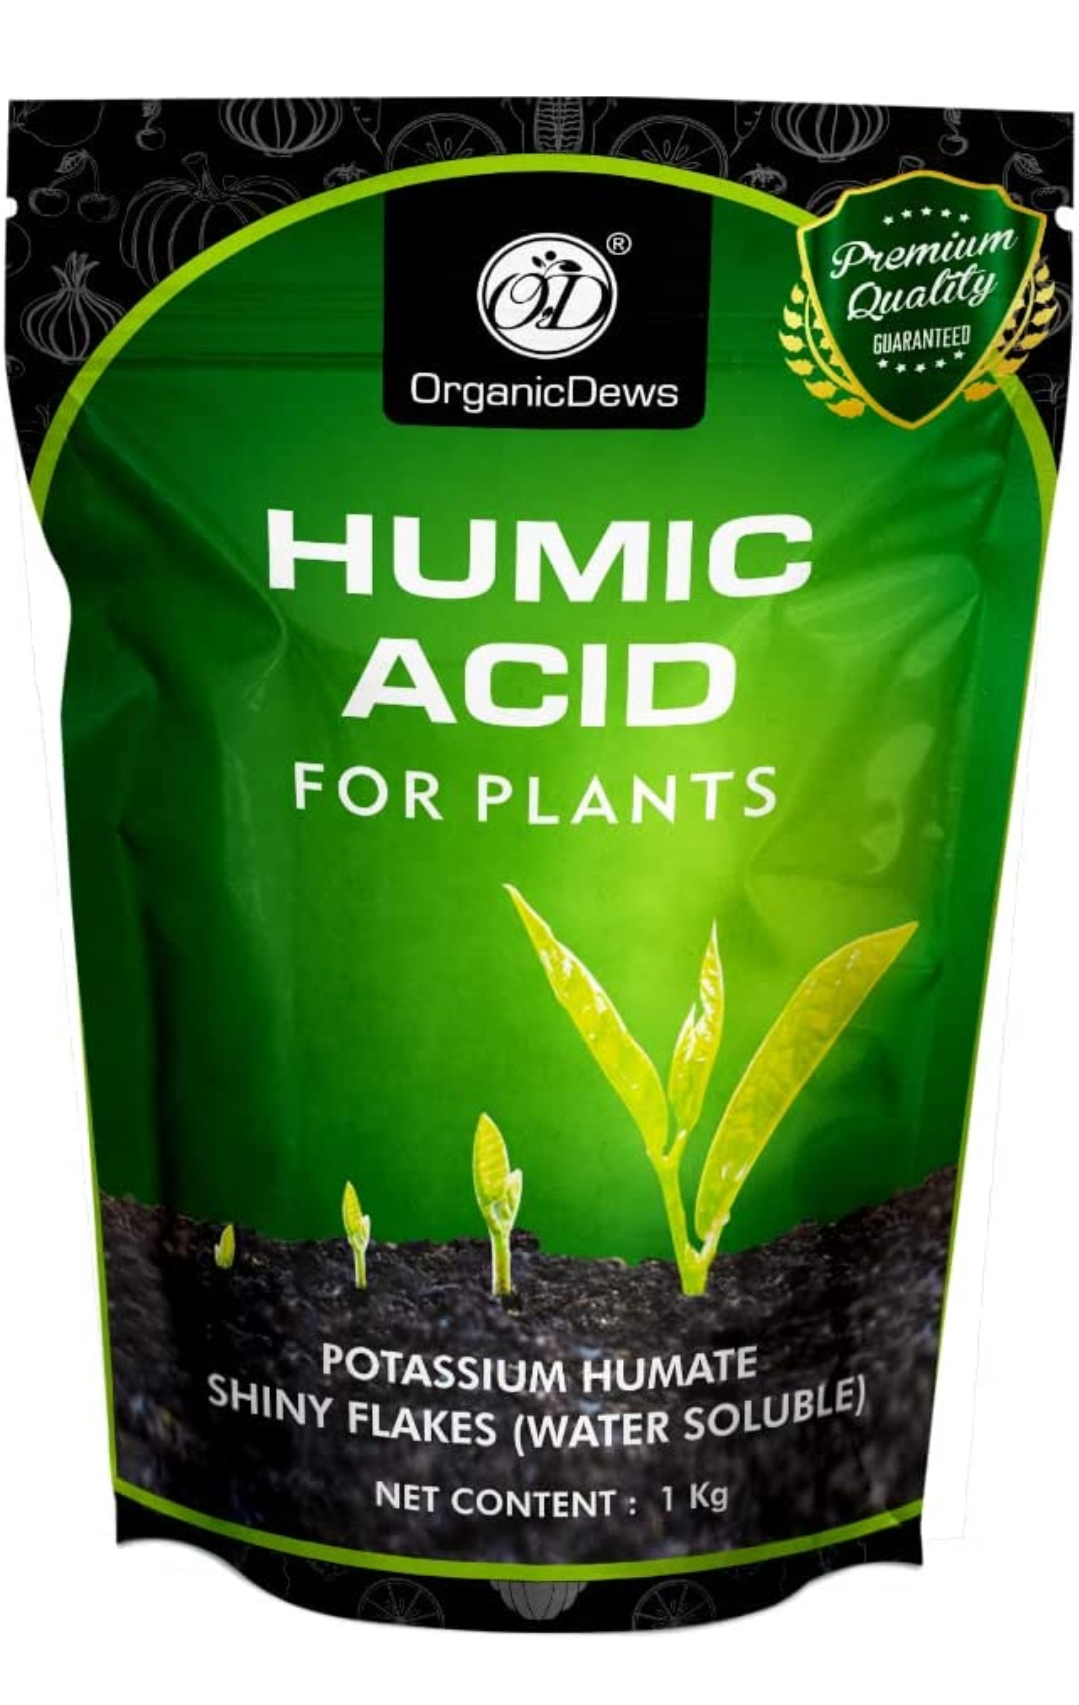 OD
®
OrganicDews
Premium
Quality
GUARANTEED
HUMIC
ACID
FOR PLANTS
POTASSIUM HUMATE
SHINY FLAKES (WATER SOLUBLE)
NET CONTENT : 1 Kg